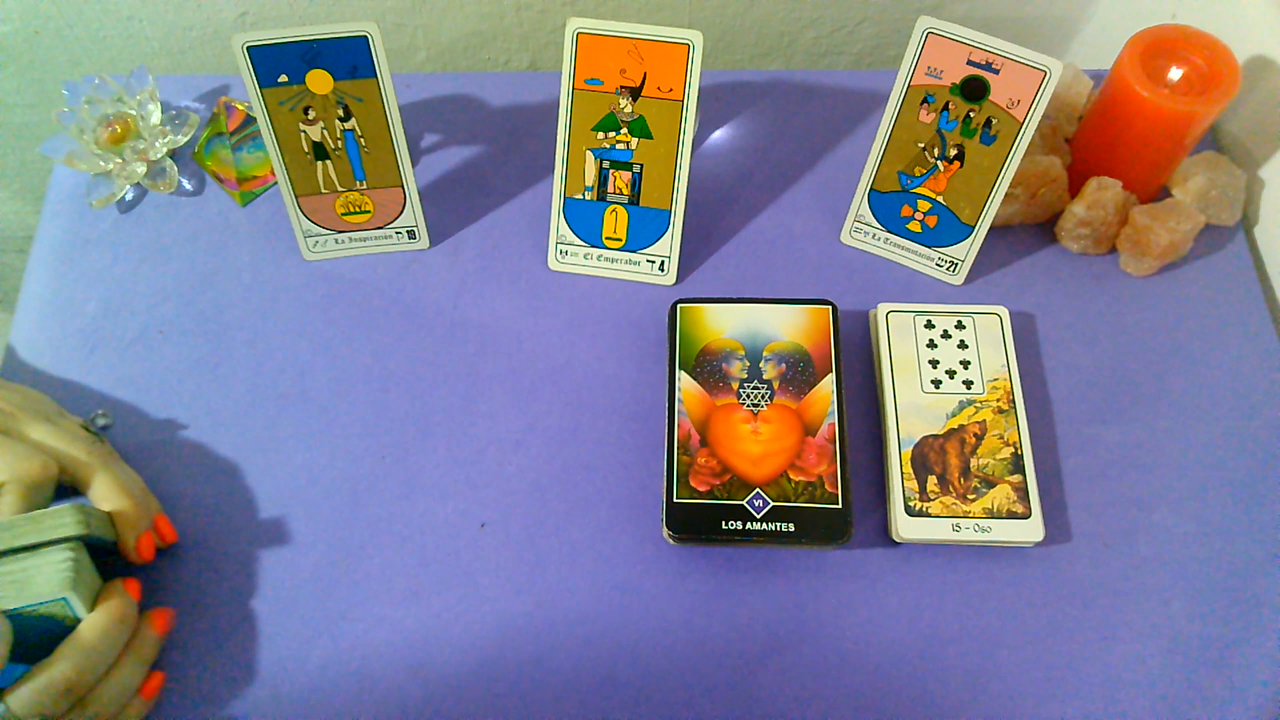 La Inspiración 19
El Emperador 4
La Transmutación 21
VI
LOS AMANTES
15 - Oso